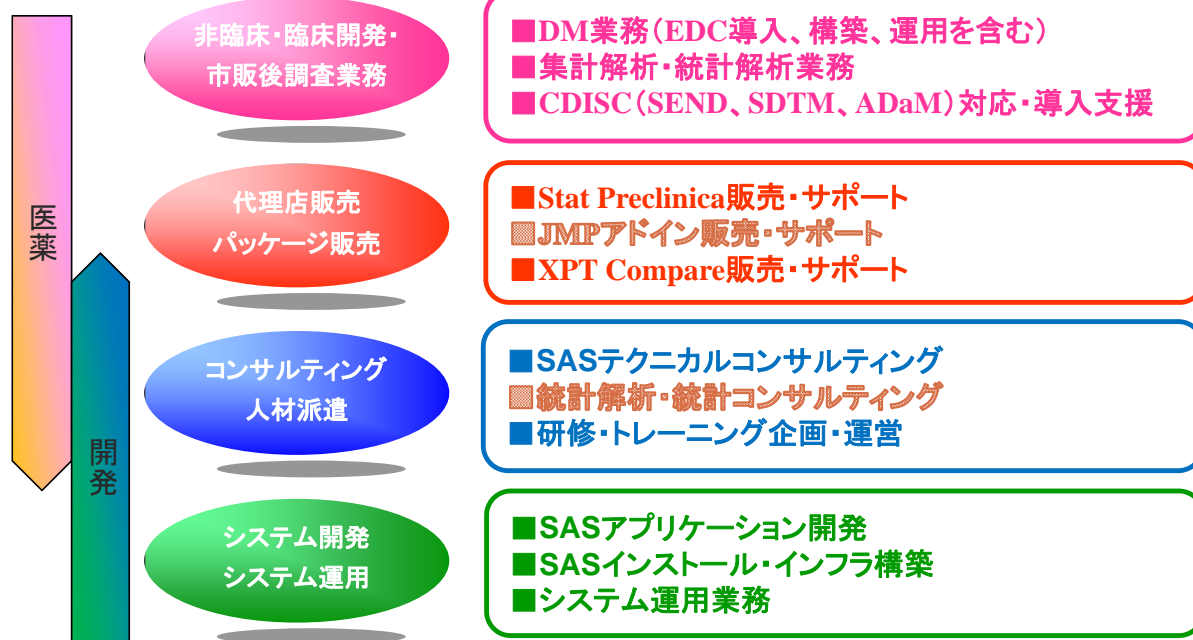 医薬
開発
非臨床・臨床開発・
市販後調査業務
■DM業務(EDC導入、構築、運用を含む)
■集計解析・統計解析業務
■CDISC(SEND、SDTM、ADaM)対応・導入支援
代理店販売
パッケージ販売
■Stat Preclinica販売・サポート
▨JMPアドイン販売・サポート
■XPT Compare販売・サポート
コンサルティング
人材派遣
■SASテクニカルコンサルティング
▨統計解析・統計コンサルティング
■研修・トレーニング企画・運営
システム開発
システム運用
■SASアプリケーション開発
■SASインストール・インフラ構築
■システム運用業務